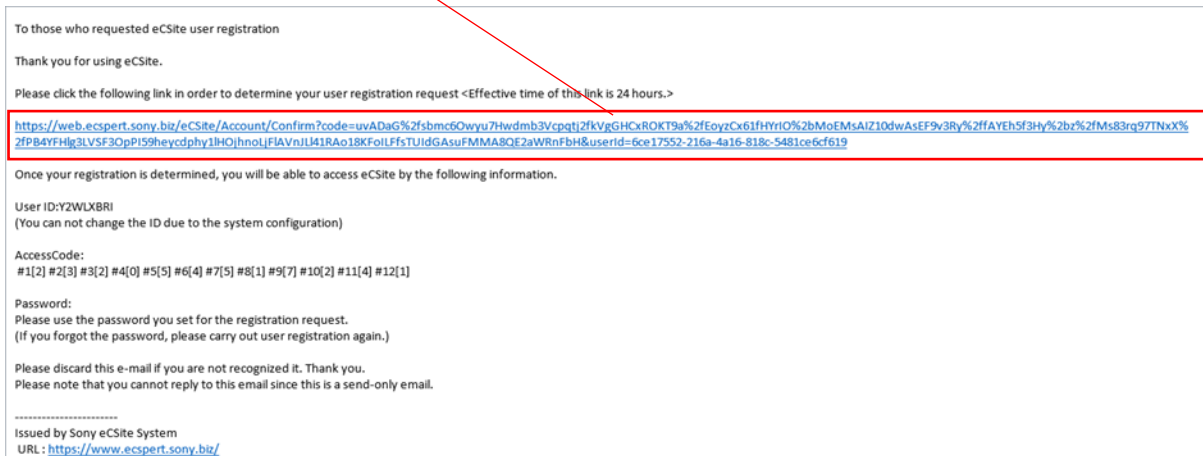 To those who requested eCSite user registration
Thank you for using eCSite.
Please click the following link in order to determine your user registration request <Effective time of this link is 24 hours.>
https://web.ecspert.sony.biz/eCSite/Account/Confirm?code=uvADaG%2fsbmc6Owyu7Hwdmb3Vcpqtj2fkVgGHCxROKT9a%2fEoyzCx61fHYrIO%2bMoEMsAIZ10dwAsEF9v3Ry%2ffAYEh5f3Hy%2bz%2fMs83rq97TNxX%
2fPB4YFHlg3LVSF3OpPI59heycdphy1lHOjhnoLjFlAVnJLl41RAo18KFoILFfsTUIdGAsuFMMA8QE2aWRnFbH&userId=6ce17552-216a-4a16-818c-5481ce6cf619
Once your registration is determined, you will be able to access eCSite by the following information.
User ID:Y2WLXBRI
(You can not change the ID due to the system configuration)
AccessCode:
#1[2] #2[3] #3[2] #4[0] #5[5] #6[4] #7[5] #8[1] #9[7] #10[2] #11[4] #12[1]
Password:
Please use the password you set for the registration request.
(If you forgot the password, please carry out user registration again.)
Please discard this e-mail if you are not recognized it. Thank you.
Please note that you cannot reply to this email since this is a send-only email.
-----------------------
Issued by Sony eCSite System
URL : https://www.ecspert.sony.biz/